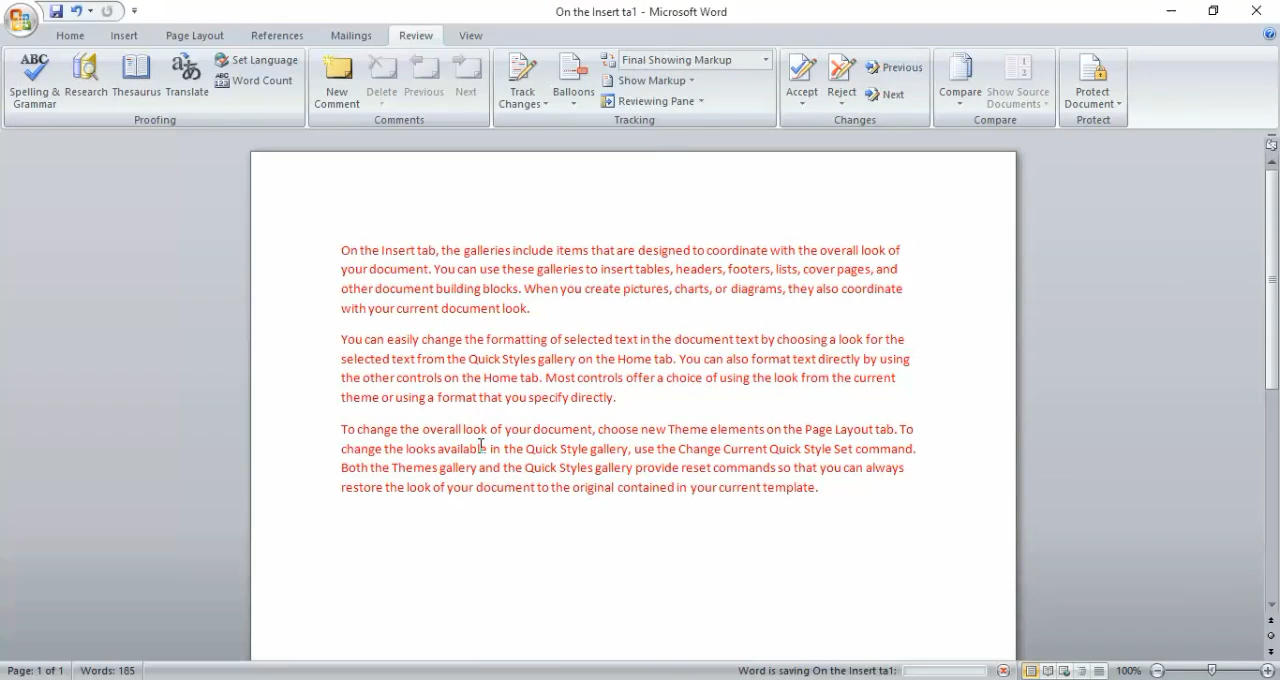 On the Insert ta1 - Microsoft Word
Home Insert Page Layout References Mailings Review View
ABC
Spelling & Grammar
Research
Thesaurus
Translate
Set Language
ABC 123 Word Count
Proofing
New Comment
Delete
Previous
Next
Comments
Track Changes
Balloons
Final Showing Markup
Show Markup
Reviewing Pane
Tracking
Accept
Reject
Previous
Next
Changes
Compare
Show Source Documents
Compare
Protect Document
Protect
On the Insert tab, the galleries include items that are designed to coordinate with the overall look of
your document. You can use these galleries to insert tables, headers, footers, lists, cover pages, and
other document building blocks. When you create pictures, charts, or diagrams, they also coordinate
with your current document look.
You can easily change the formatting of selected text in the document text by choosing a look for the
selected text from the Quick Styles gallery on the Home tab. You can also format text directly by using
the other controls on the Home tab. Most controls offer a choice of using the look from the current
theme or using a format that you specify directly.
To change the overall look of your document, choose new Theme elements on the Page Layout tab. To
change the looks available in the Quick Style gallery, use the Change Current Quick Style Set command.
Both the Themes gallery and the Quick Styles gallery provide reset commands so that you can always
restore the look of your document to the original contained in your current template.
Page: 1 of 1 Words: 185 Word is saving On the Insert ta1: 100%